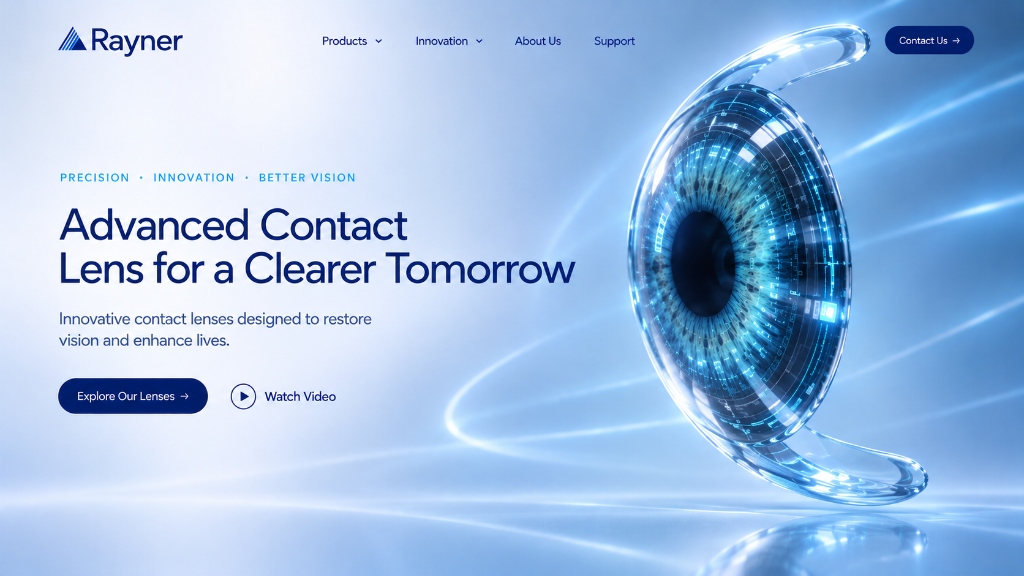 Rayner
Products
Innovation
About Us
Support
Contact Us →
PRECISION · INNOVATION · BETTER VISION
Advanced Contact
Lens for a Clearer Tomorrow
Innovative contact lenses designed to restore
vision and enhance lives.
Explore Our Lenses →
Watch Video